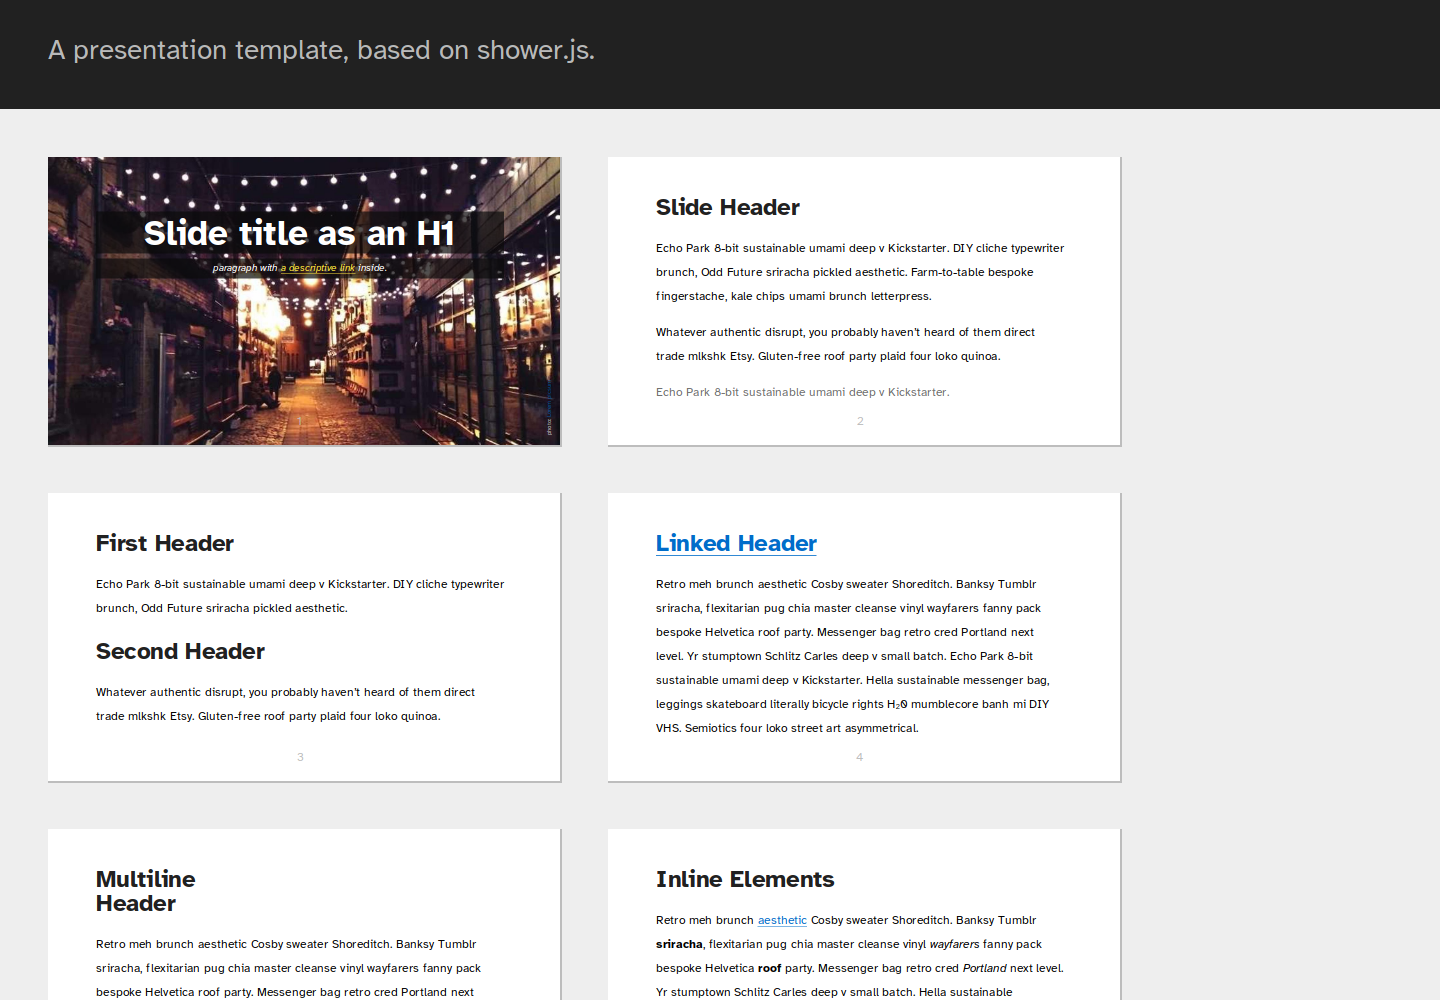 A presentation template, based on shower.js.
Slide title as an H1
paragraph with a descriptive link inside.
photo:
1
Slide Header
Echo Park 8-bit sustainable umami deep v Kickstarter. DIY cliche typewriter
brunch, Odd Future sriracha pickled aesthetic. Farm-to-table bespoke
fingerstache, kale chips umami brunch letterpress.
Whatever authentic disrupt, you probably haven't heard of them direct
trade mlkshk Etsy. Gluten-free roof party plaid four loko quinoa.
Echo Park 8-bit sustainable umami deep v Kickstarter.
2
First Header
Echo Park 8-bit sustainable umami deep v Kickstarter. DIY cliche typewriter
brunch, Odd Future sriracha pickled aesthetic.
Second Header
Whatever authentic disrupt, you probably haven't heard of them direct
trade mlkshk Etsy. Gluten-free roof party plaid four loko quinoa.
3
Linked Header
Retro meh brunch aesthetic Cosby sweater Shoreditch. Banksy Tumblr
sriracha, flexitarian pug chia master cleanse vinyl wayfarers fanny pack
bespoke Helvetica roof party. Messenger bag retro cred Portland next
level. Yr stumptown Schlitz Carles deep v small batch. Echo Park 8-bit
sustainable umami deep v Kickstarter. Hella sustainable messenger bag,
leggings skateboard literally bicycle rights H₂0 mumblecore banh mi DIY
VHS. Semiotics four loko street art asymmetrical.
4
Multiline
Header
Retro meh brunch aesthetic Cosby sweater Shoreditch. Banksy Tumblr
sriracha, flexitarian pug chia master cleanse vinyl wayfarers fanny pack
bespoke Helvetica roof party. Messenger bag retro cred Portland next
Inline Elements
Retro meh brunch aesthetic Cosby sweater Shoreditch. Banksy Tumblr
sriracha, flexitarian pug chia master cleanse vinyl wayfarers fanny pack
bespoke Helvetica roof party. Messenger bag retro cred Portland next level.
Yr stumptown Schlitz Carles deep v small batch. Hella sustainable